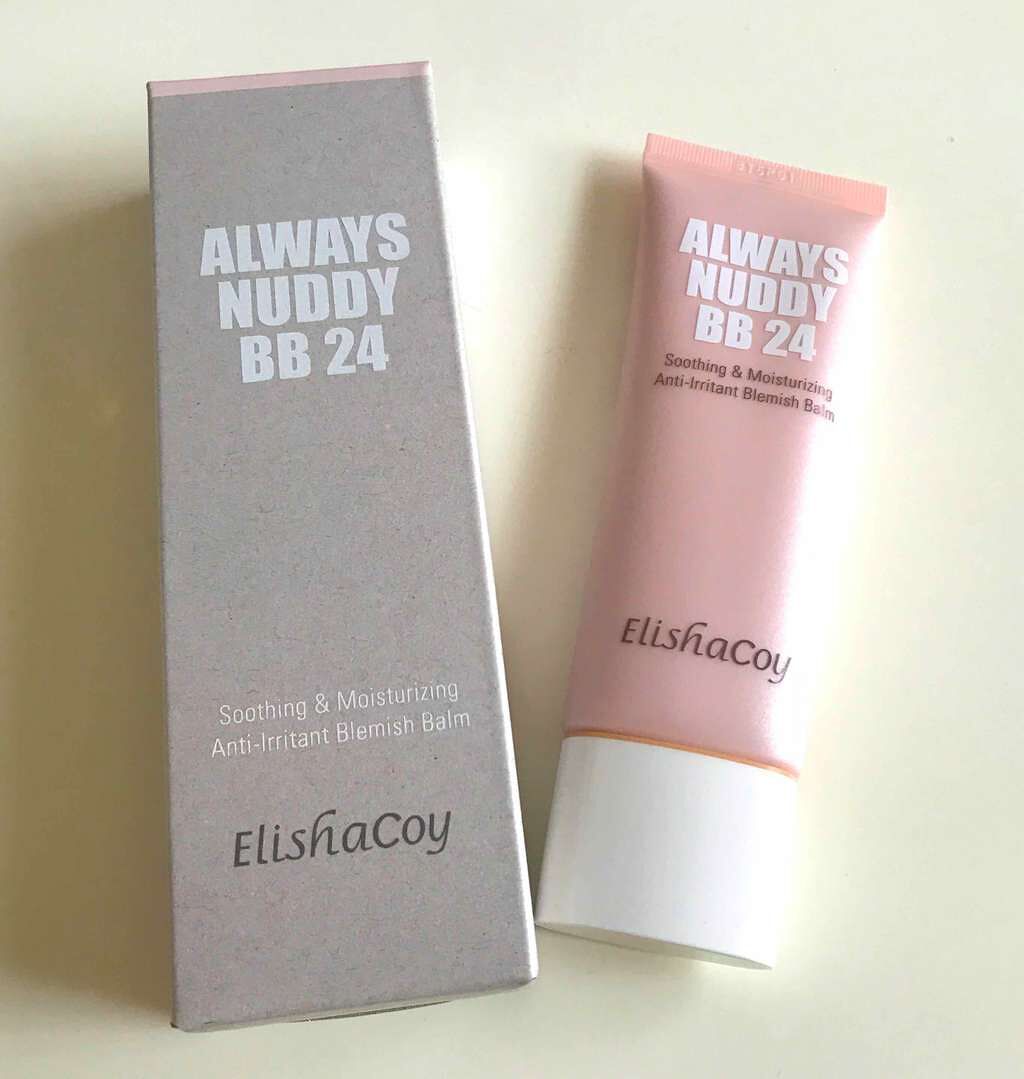 ALWAYS
NUDDY
BB 24
Soothing & Moisturizing
Anti-Irritant Blemish Balm
ElishaCoy
ALWAYS
NUDDY
BB 24
Soothing & Moisturizing
Anti-Irritant Blemish Balm
ElishaCoy